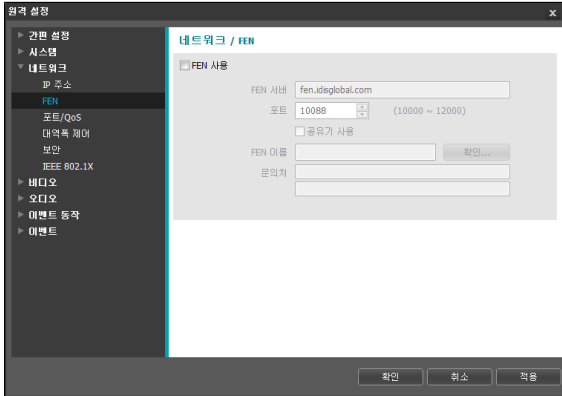 원격 설정 x
간편 설정
시스템
네트워크
IP 주소
FEN
포트/QoS
대역폭 제어
보안
IEEE 802.1X
비디오
오디오
이벤트 동작
이벤트
네트워크 / FEN
FEN 사용
FEN 서버 fen.idisglobal.com
포트 10088 (10000 ~ 12000)
공유기 사용
FEN 이름 확인...
문의처
확인 취소 적용